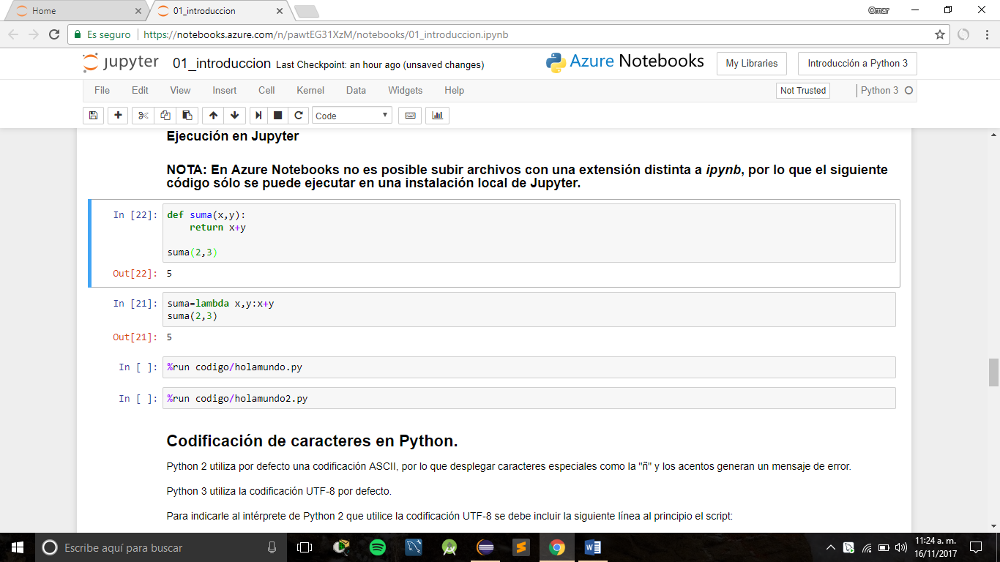 Home
01_introduccion
Omar
Es seguro
https://notebooks.azure.com/n/pawtEG31XzM/notebooks/01_introduccion.ipynb
jupyter
01_introduccion Last Checkpoint: an hour ago (unsaved changes)
Azure Notebooks
My Libraries
Introducción a Python 3
File Edit View Insert Cell Kernel Data Widgets Help
Not Trusted
Python 3
Code
Ejecución en Jupyter
NOTA: En Azure Notebooks no es posible subir archivos con una extensión distinta a ipynb, por lo que el siguiente
código sólo se puede ejecutar en una instalación local de Jupyter.
In [22]: def suma(x,y):
    return x+y
suma(2,3)
Out[22]: 5
In [21]: suma=lambda x,y:x+y
suma(2,3)
Out[21]: 5
In [ ]: %run codigo/holamundo.py
In [ ]: %run codigo/holamundo2.py
Codificación de caracteres en Python.
Python 2 utiliza por defecto una codificación ASCII, por lo que desplegar caracteres especiales como la "ñ" y los acentos generan un mensaje de error.
Python 3 utiliza la codificación UTF-8 por defecto.
Para indicarle al intérprete de Python 2 que utilice la codificación UTF-8 se debe incluir la siguiente línea al principio el script:
Escribe aquí para buscar
11:24 a. m.
16/11/2017